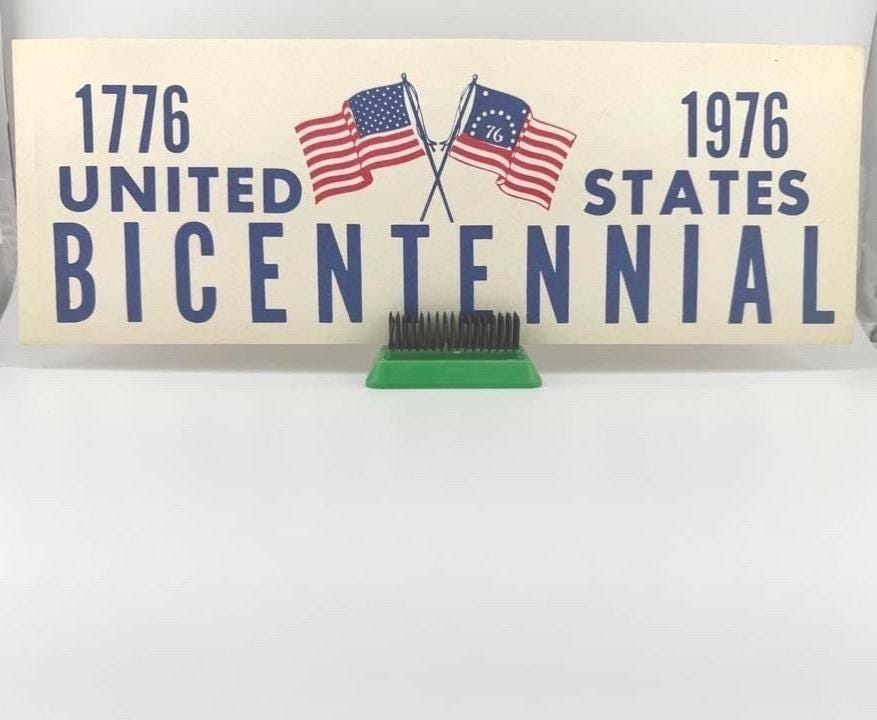 1776 1976
76
UNITED STATES
BICENTENNIAL